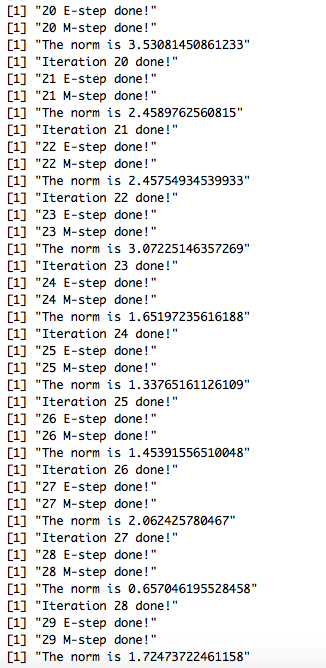 [1] "20 E-step done!"
[1] "20 M-step done!"
[1] "The norm is 3.53081450861233"
[1] "Iteration 20 done!"
[1] "21 E-step done!"
[1] "21 M-step done!"
[1] "The norm is 2.4589762560815"
[1] "Iteration 21 done!"
[1] "22 E-step done!"
[1] "22 M-step done!"
[1] "The norm is 2.45754934539933"
[1] "Iteration 22 done!"
[1] "23 E-step done!"
[1] "23 M-step done!"
[1] "The norm is 3.07225146357269"
[1] "Iteration 23 done!"
[1] "24 E-step done!"
[1] "24 M-step done!"
[1] "The norm is 1.65197235616188"
[1] "Iteration 24 done!"
[1] "25 E-step done!"
[1] "25 M-step done!"
[1] "The norm is 1.33765161126109"
[1] "Iteration 25 done!"
[1] "26 E-step done!"
[1] "26 M-step done!"
[1] "The norm is 1.45391556510048"
[1] "Iteration 26 done!"
[1] "27 E-step done!"
[1] "27 M-step done!"
[1] "The norm is 2.062425780467"
[1] "Iteration 27 done!"
[1] "28 E-step done!"
[1] "28 M-step done!"
[1] "The norm is 0.657046195528458"
[1] "Iteration 28 done!"
[1] "29 E-step done!"
[1] "29 M-step done!"
[1] "The norm is 1.72473722461158"